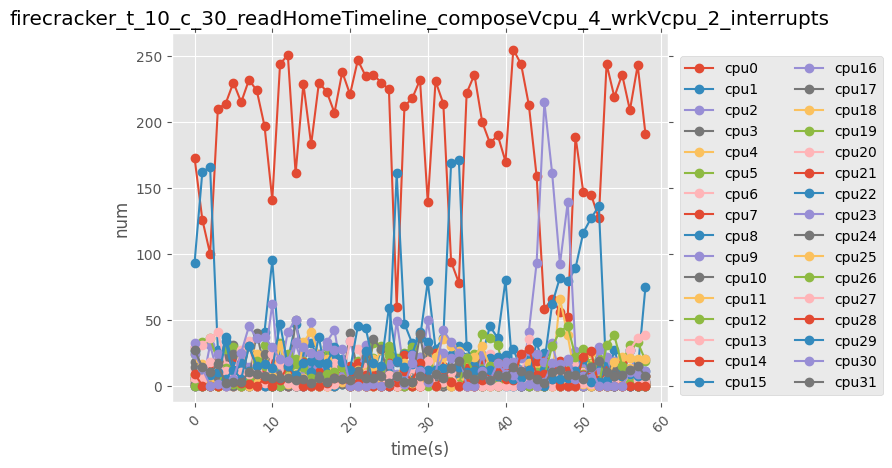 firecracker_t_10_c_30_readHomeTimeline_composeVcpu_4_wrkVcpu_2_interrupts
250
200
150
100
50
0
num
0
10
20
30
40
50
60
time(s)
cpu0
cpu1
cpu2
cpu3
cpu4
cpu5
cpu6
cpu7
cpu8
cpu9
cpu10
cpu11
cpu12
cpu13
cpu14
cpu15
cpu16
cpu17
cpu18
cpu19
cpu20
cpu21
cpu22
cpu23
cpu24
cpu25
cpu26
cpu27
cpu28
cpu29
cpu30
cpu31